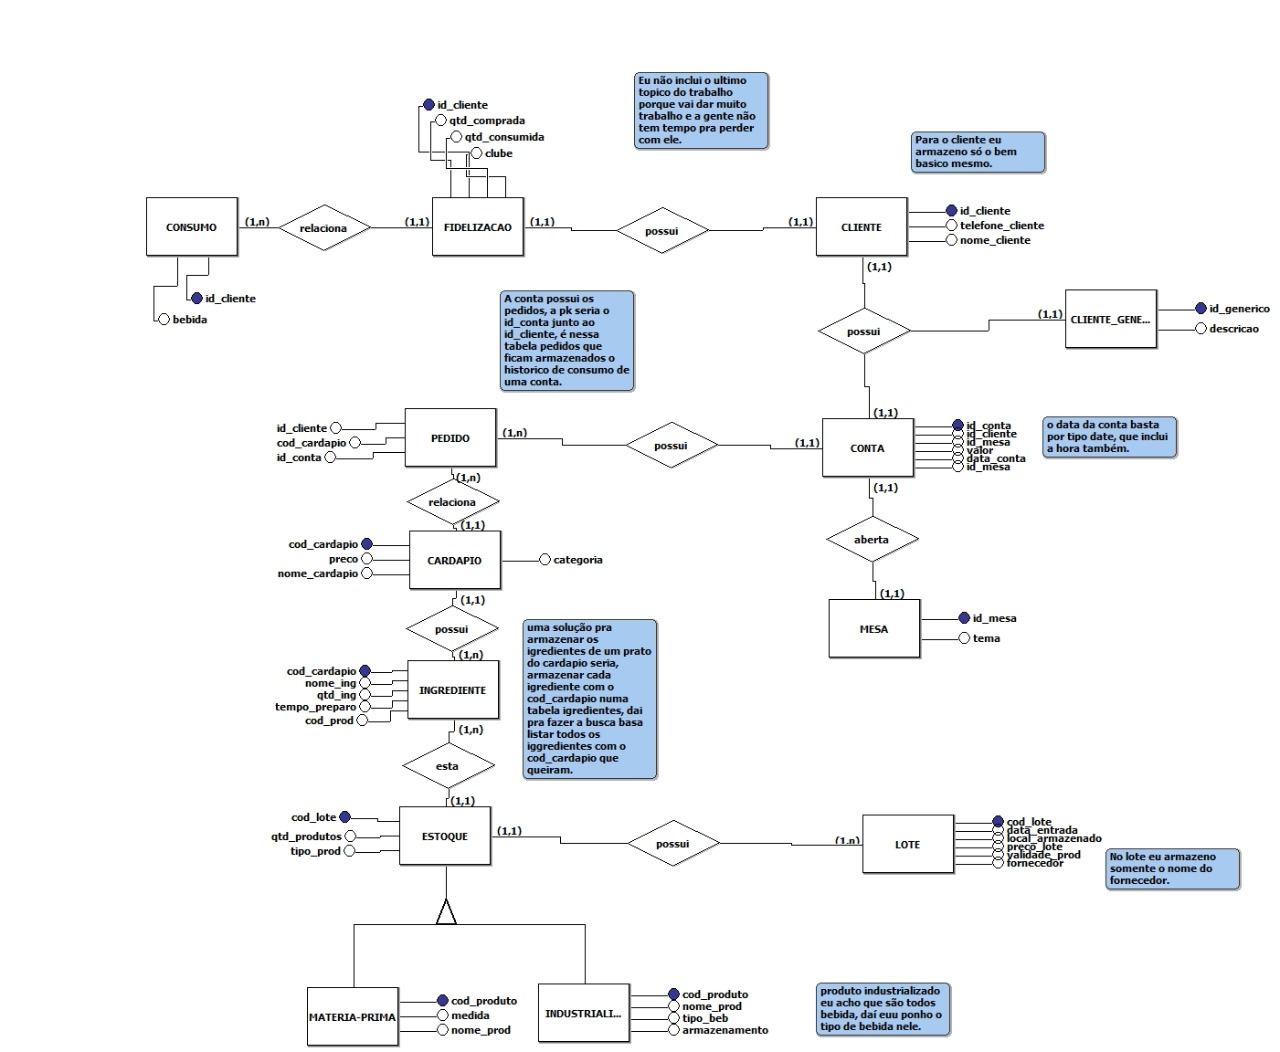 Eu não inclui o ultimo
topico do trabalho
porque vai dar muito
trabalho e a gente não
tem tempo pra perder
com ele.
id_cliente
qtd_comprada
qtd_consumida
clube
Para o cliente eu
armazeno só o bem
basico mesmo.
CONSUMO
(1,n)
relaciona
(1,1)
FIDELIZACAO
(1,1)
possui
(1,1)
CLIENTE
id_cliente
telefone_cliente
nome_cliente
(1,1)
id_cliente
bebida
A conta possui os
pedidos, a pk seria o
id_conta junto ao
id_cliente, é nessa
tabela pedidos que
ficam armazenados o
historico de consumo de
uma conta.
possui
(1,1)
CLIENTE_GENE...
id_generico
descricao
(1,1)
id_cliente
cod_cardapio
id_conta
PEDIDO
(1,n)
possui
(1,1)
CONTA
id_conta
id_cliente
id_mesa
valor
data_conta
id_mesa
o data da conta basta
por tipo date, que inclui
a hora também.
(1,n)
relaciona
(1,1)
(1,1)
aberta
(1,1)
cod_cardapio
preco
nome_cardapio
CARDAPIO
categoria
(1,1)
possui
(1,n)
MESA
id_mesa
tema
uma solução pra
armazenar os
igredientes de um prato
do cardapio seria,
armazenar cada
igrediente com o
cod_cardapio numa
tabela igredientes, dai
pra fazer a busca basa
listar todos os
iggredientes com o
cod_cardapio que
queiram.
cod_cardapio
nome_ing
qtd_ing
tempo_preparo
cod_prod
INGREDIENTE
(1,n)
esta
(1,1)
cod_lote
qtd_produtos
tipo_prod
ESTOQUE
(1,1)
possui
(1,n)
LOTE
cod_lote
data_entrada
local_armazenado
preco_lote
validade_prod
fornecedor
No lote eu armazeno
somente o nome do
fornecedor.
MATERIA-PRIMA
cod_produto
medida
nome_prod
INDUSTRIALI...
cod_produto
nome_prod
tipo_beb
armazenamento
produto industrializado
eu acho que são todos
bebida, daí euu ponho o
tipo de bebida nele.